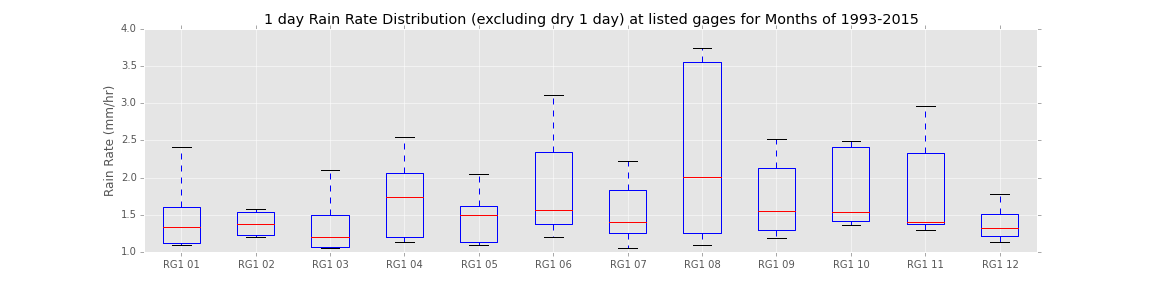 1 day Rain Rate Distribution (excluding dry 1 day) at listed gages for Months of 1993-2015
Rain Rate (mm/hr)
4.0
3.5
3.0
2.5
2.0
1.5
1.0
RG1 01 RG1 02 RG1 03 RG1 04 RG1 05 RG1 06 RG1 07 RG1 08 RG1 09 RG1 10 RG1 11 RG1 12